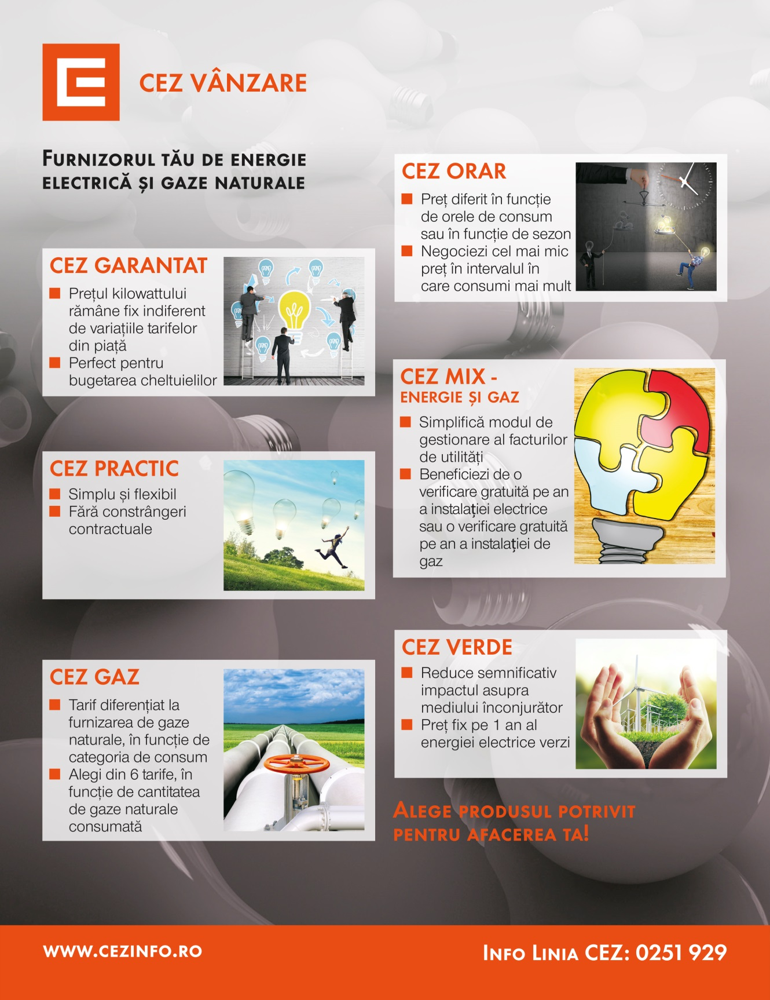 CEZ VÂNZARE
FURNIZORUL TĂU DE ENERGIE
ELECTRICĂ ȘI GAZE NATURALE
CEZ GARANTAT
Prețul kilowattului
rămâne fix indiferent
de variațiile tarifelor
din piață
Perfect pentru
bugetarea cheltuielilor
CEZ PRACTIC
Simplu și flexibil
Fără constrângeri
contractuale
CEZ GAZ
Tarif diferențiat la
furnizarea de gaze
naturale, în funcție de
categoria de consum
Alegi din 6 tarife, în
funcție de cantitatea
de gaze naturale
consumată
CEZ ORAR
Preț diferit în funcție
de orele de consum
sau în funcție de sezon
Negociezi cel mai mic
preț în intervalul în
care consumi mai mult
CEZ MIX -
ENERGIE ȘI GAZ
Simplifică modul de
gestionare al facturilor
de utilități
Beneficiezi de o
verificare gratuită pe an
a instalației electrice
sau o verificare gratuită
pe an a instalației de
gaz
CEZ VERDE
Reduce semnificativ
impactul asupra
mediului înconjurător
Preț fix pe 1 an al
energiei electrice verzi
ALEGE PRODUSUL POTRIVIT
PENTRU AFACEREA TA!
WWW.CEZINFO.RO
INFO LINIA CEZ: 0251 929